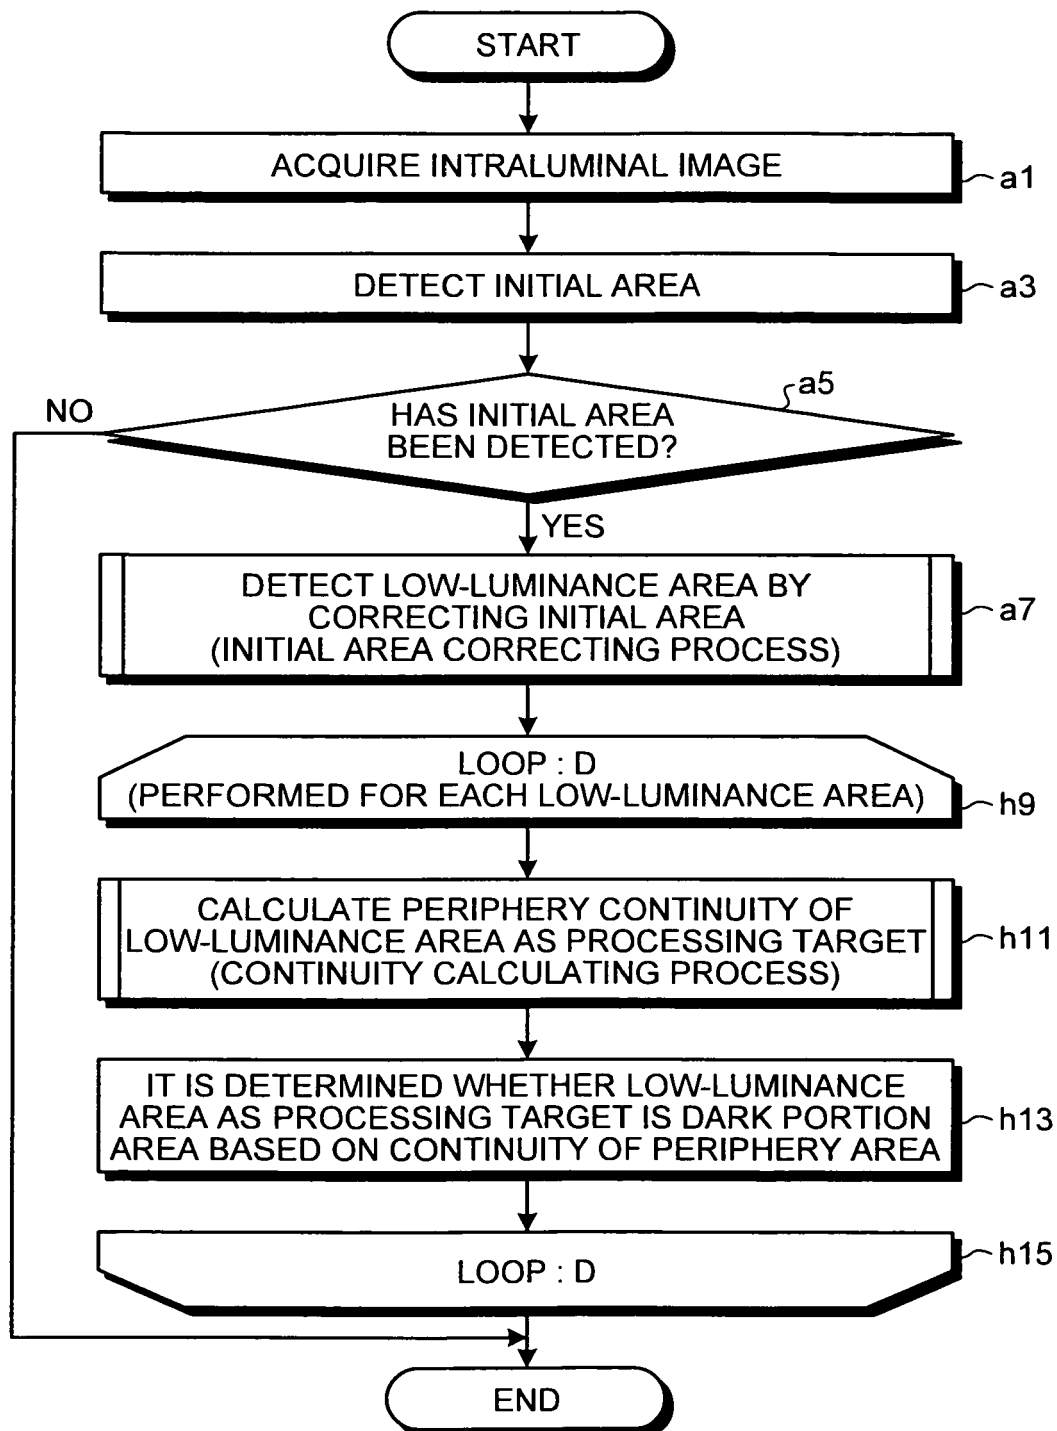 START
ACQUIRE INTRALUMINAL IMAGE
a1
DETECT INITIAL AREA
a3
a5
NO
HAS INITIAL AREA
BEEN DETECTED?
YES
DETECT LOW-LUMINANCE AREA BY
CORRECTING INITIAL AREA
(INITIAL AREA CORRECTING PROCESS)
a7
LOOP : D
(PERFORMED FOR EACH LOW-LUMINANCE AREA)
h9
CALCULATE PERIPHERY CONTINUITY OF
LOW-LUMINANCE AREA AS PROCESSING TARGET
(CONTINUITY CALCULATING PROCESS)
h11
IT IS DETERMINED WHETHER LOW-LUMINANCE
AREA AS PROCESSING TARGET IS DARK PORTION
AREA BASED ON CONTINUITY OF PERIPHERY AREA
h13
LOOP : D
h15
END